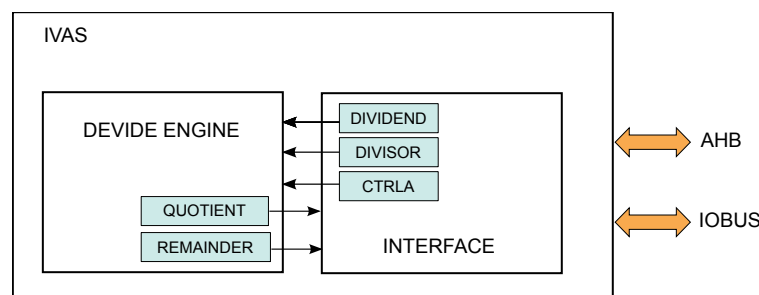 IVAS
DEVIDE ENGINE
DIVIDEND
DIVISOR
CTRLA
QUOTIENT
REMAINDER
INTERFACE
AHB
IOBUS